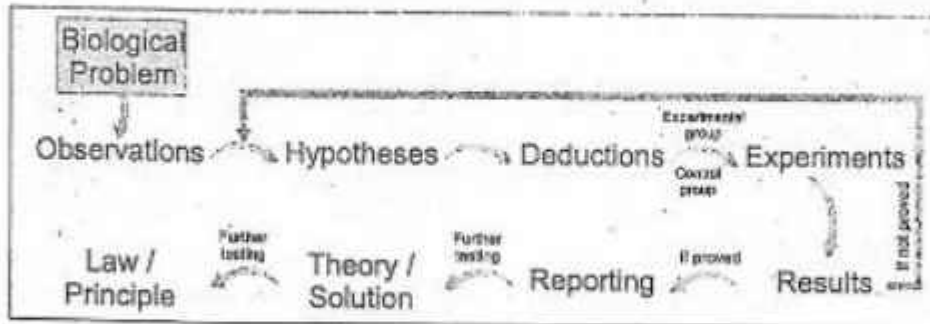 Biological
Problem
Observations
Hypotheses
Deductions
Experimental
group
Control
group
Experiments
If not proved
Law /
Principle
Further
testing
Theory /
Solution
Further
testing
Reporting
If proved
Results